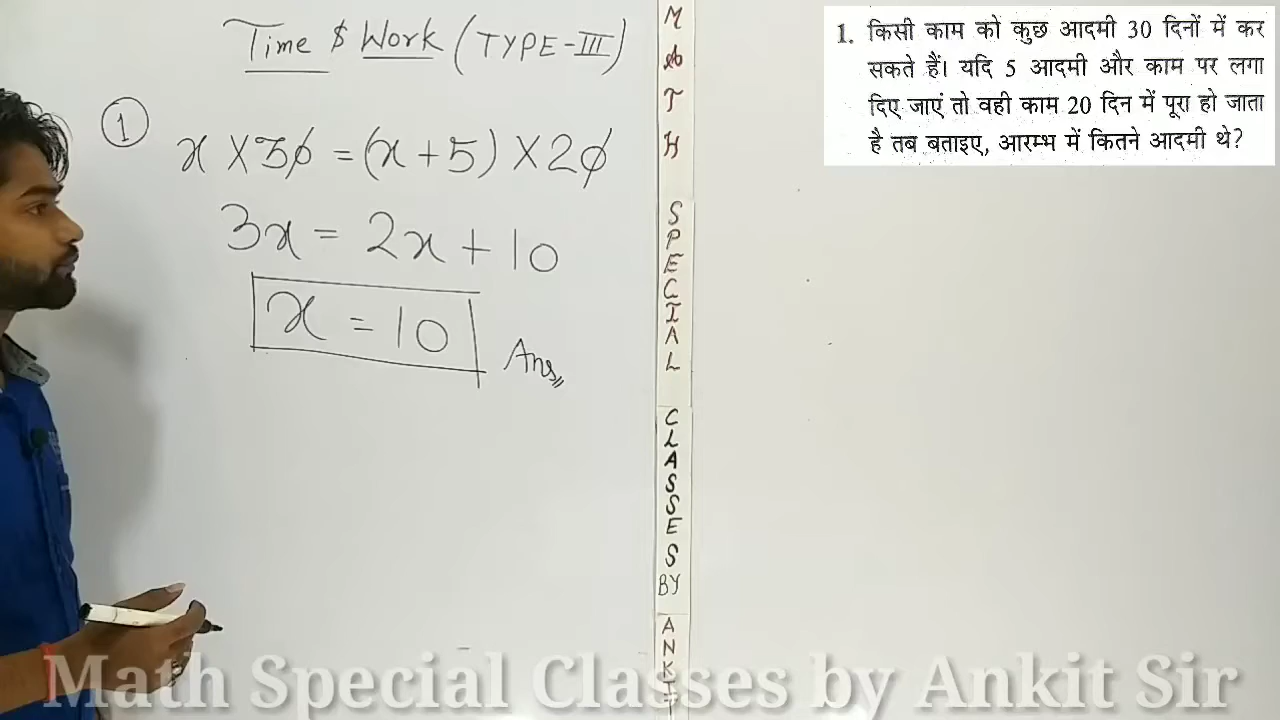 Time $ Work (TYPE-III)
1
x × 30 = (x + 5) × 20
3x = 2x + 10
x = 10
Ans
MATH SPECIAL CLASSES BY ANKIT
1. किसी काम को कुछ आदमी 30 दिनों में कर
सकते हैं। यदि 5 आदमी और काम पर लगा
दिए जाएं तो वही काम 20 दिन में पूरा हो जाता
है तब बताइए, आरम्भ में कितने आदमी थे?
Math Special Classes by Ankit Sir